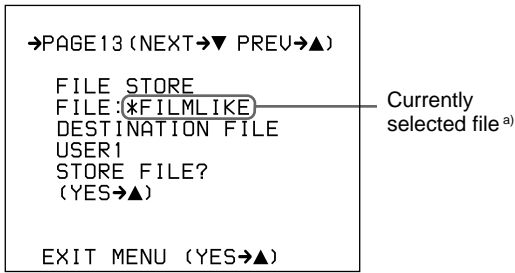 →PAGE13(NEXT→▼ PREV→▲)
FILE STORE
FILE:*FILMLIKE
DESTINATION FILE
USER1
STORE FILE?
(YES→▲)
EXIT MENU (YES→▲)
Currently
selected file a)